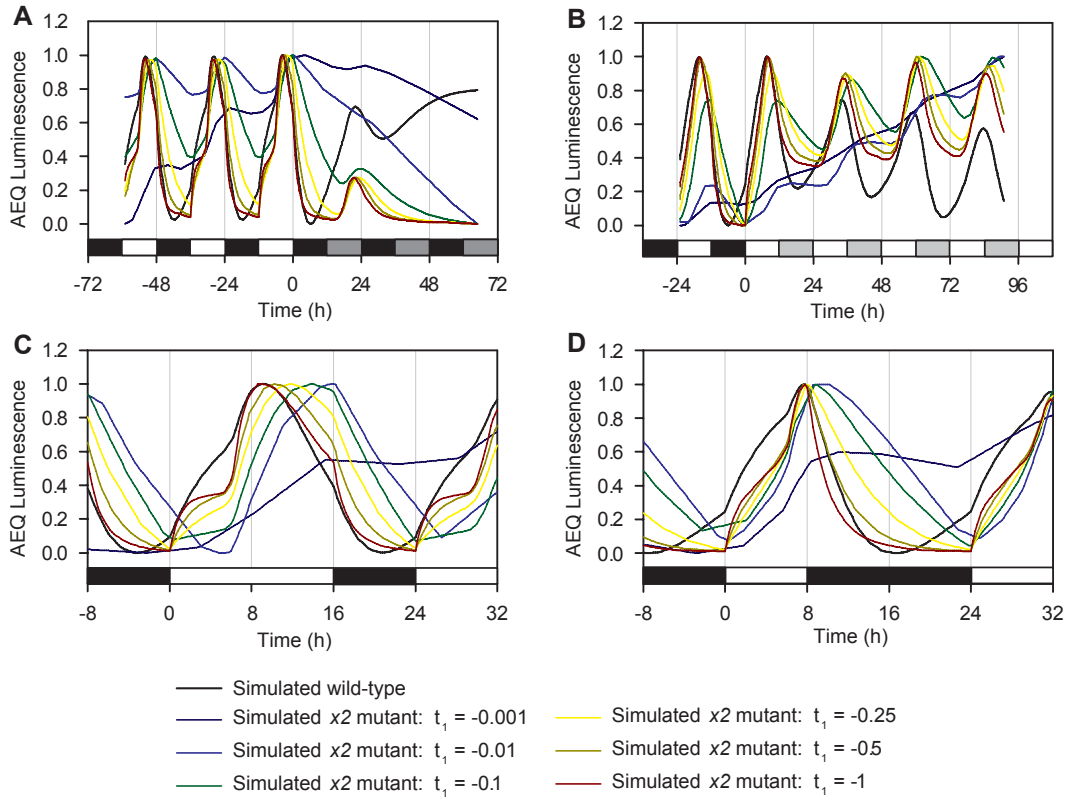 A
B
1.2
1.0
0.8
0.6
0.4
0.2
0.0
AEQ Luminescence
-72 -48 -24 0 24 48 72
Time (h)
1.2
1.0
0.8
0.6
0.4
0.2
0.0
AEQ Luminescence
-24 0 24 48 72 96
Time (h)
C
D
1.2
1.0
0.8
0.6
0.4
0.2
0.0
AEQ Luminescence
-8 0 8 16 24 32
Time (h)
1.2
1.0
0.8
0.6
0.4
0.2
0.0
AEQ Luminescence
-8 0 8 16 24 32
Time (h)
Simulated wild-type
Simulated x2 mutant: t1 = -0.001
Simulated x2 mutant: t1 = -0.01
Simulated x2 mutant: t1 = -0.1
Simulated x2 mutant: t1 = -0.25
Simulated x2 mutant: t1 = -0.5
Simulated x2 mutant: t1 = -1